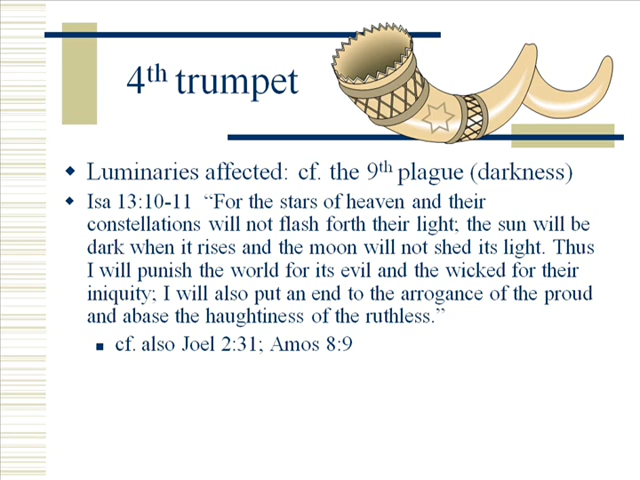 4th trumpet
Luminaries affected: cf. the 9th plague (darkness)
Isa 13:10-11 “For the stars of heaven and their
constellations will not flash forth their light; the sun will be
dark when it rises and the moon will not shed its light. Thus
I will punish the world for its evil and the wicked for their
iniquity; I will also put an end to the arrogance of the proud
and abase the haughtiness of the ruthless.”
cf. also Joel 2:31; Amos 8:9